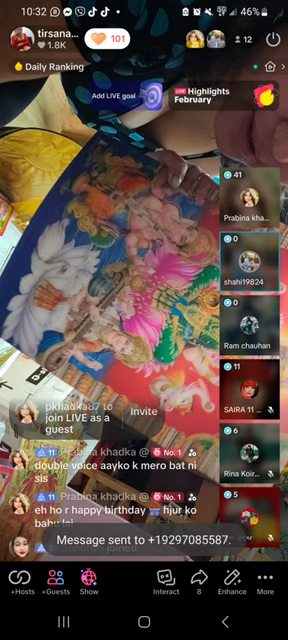 10:32
46%
tirsana...
1.8K
101
12
Daily Ranking
Add LIVE goal
LIVE Highlights
February
41
Prabina kha...
0
shahi19824
0
Ram chauhan
11
SAIRA 11 ...
6
Rina Koir...
5
pkhadka87 to
join LIVE as a
guest
Invite
11 Prabina khadka @ No. 1
double voice aayko k mero bat ni
sis
11 Prabina khadka @ No. 1
eh ho r happy birthday hjur ko
babu lai
joined
Message sent to +19297085587.
+Hosts
+Guests
Show
Interact
8
Enhance
More